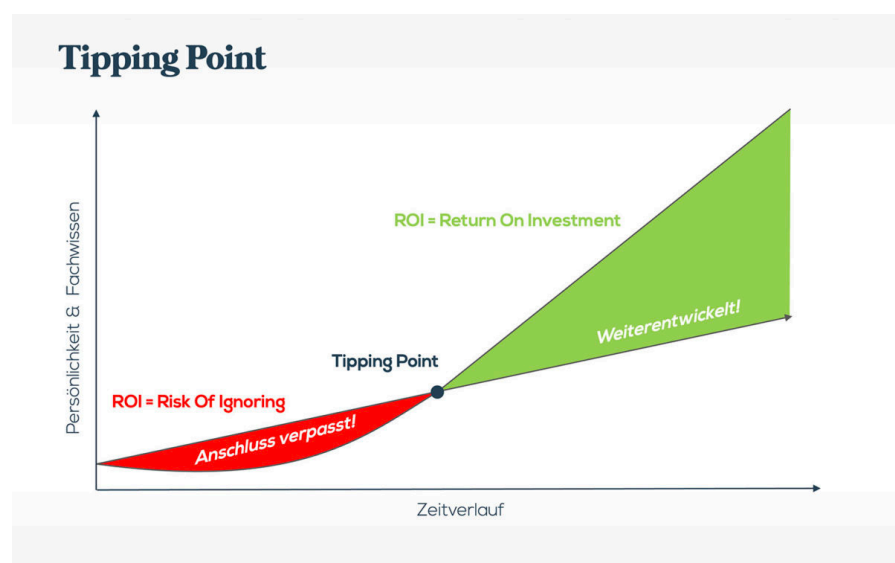 Tipping Point
Persönlichkeit & Fachwissen
ROI = Return On Investment
Weiterentwickelt!
Tipping Point
ROI = Risk Of Ignoring
Anschluss verpasst!
Zeitverlauf